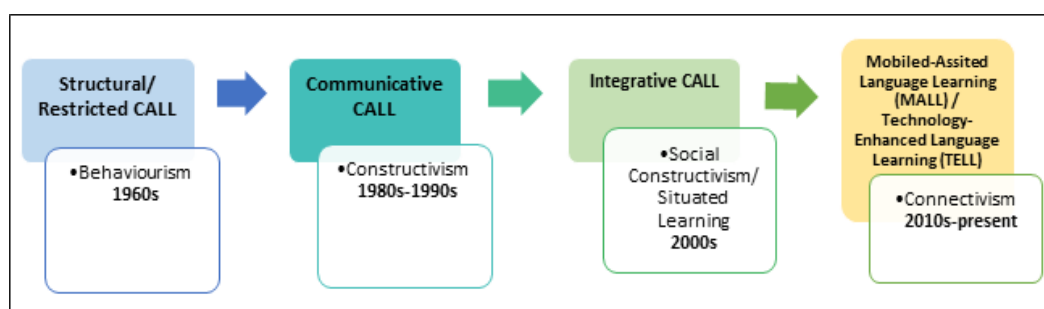 Structural/
Restricted CALL
•Behaviourism
1960s
Communicative
CALL
•Constructivism
1980s-1990s
Integrative CALL
•Social
Constructivism/
Situated Learning
2000s
Mobiled-Assited
Language Learning
(MALL) /
Technology-
Enhanced Language
Learning (TELL)
•Connectivism
2010s-present